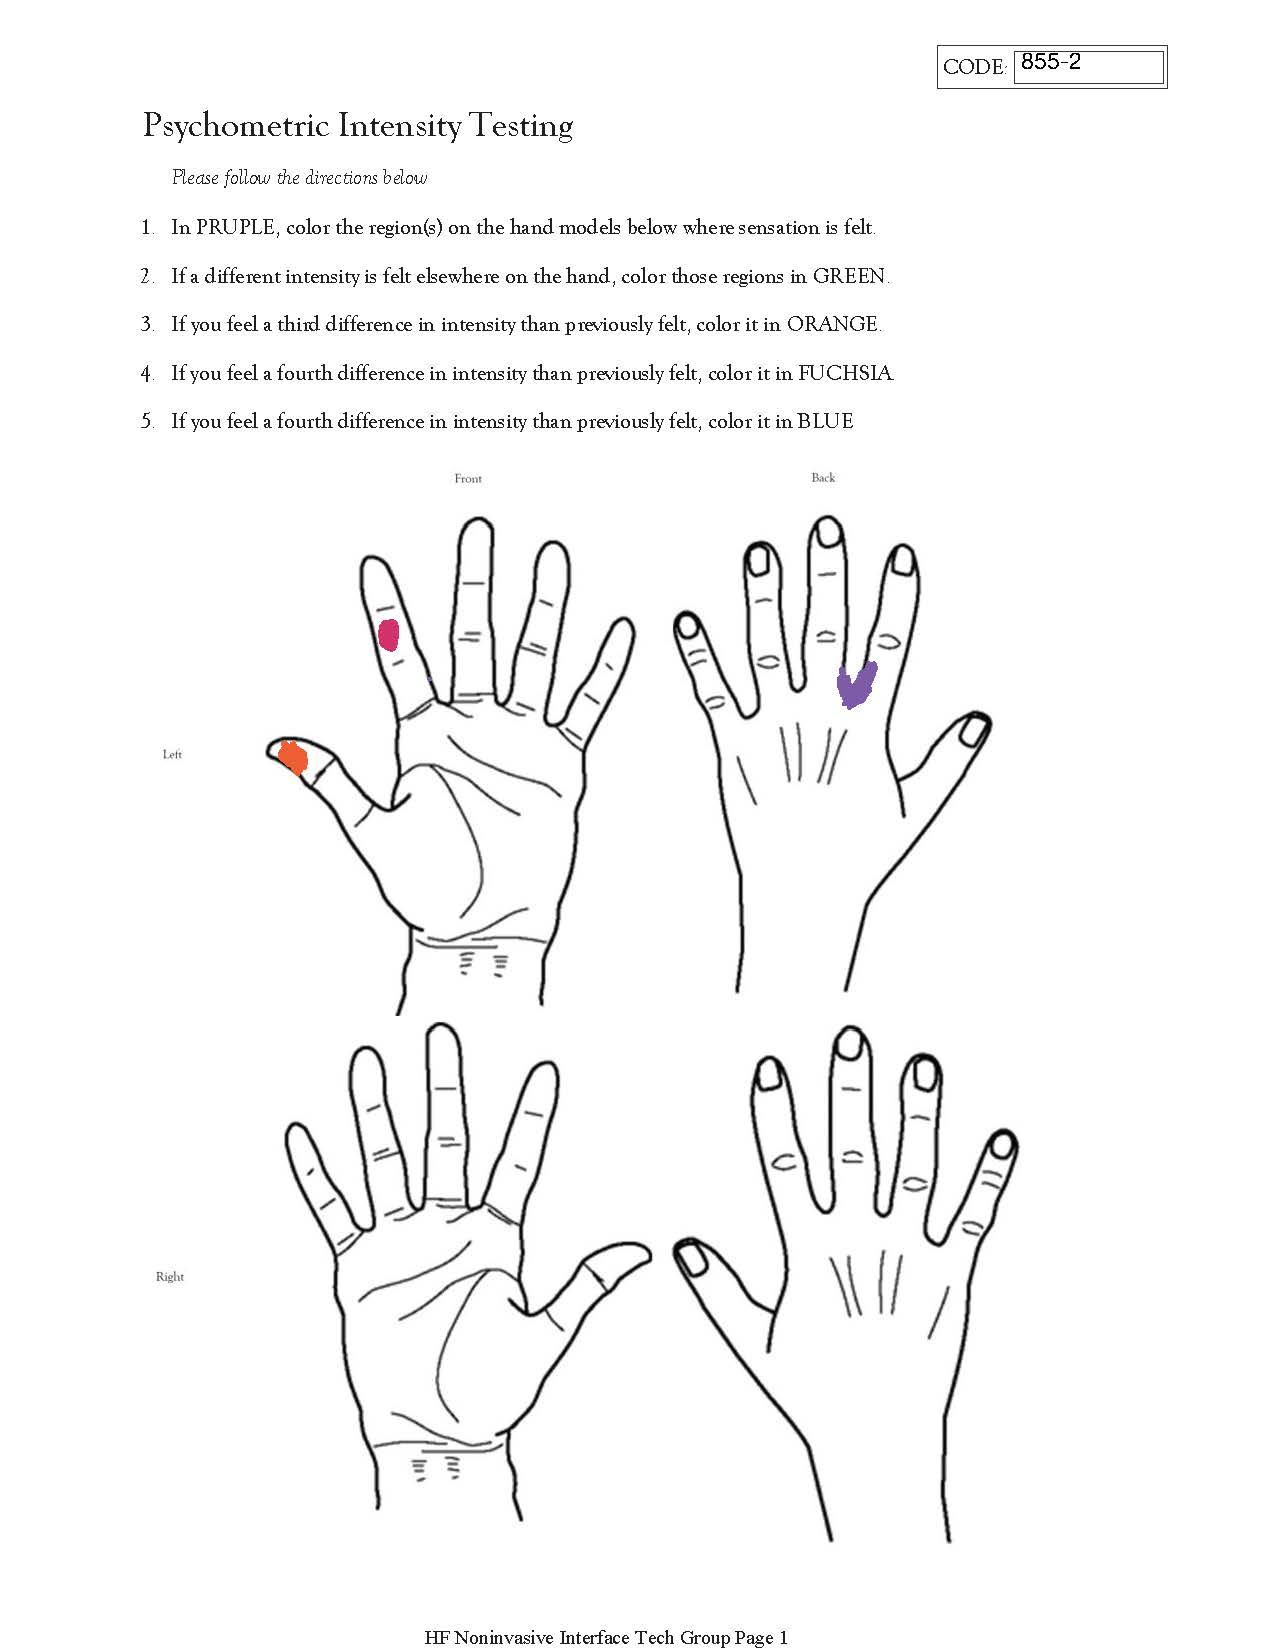 CODE: 855-2
Psychometric Intensity Testing
Please follow the directions below
1. In PRUPLE, color the region(s) on the hand models below where sensation is felt.
2. If a different intensity is felt elsewhere on the hand, color those regions in GREEN.
3. If you feel a third difference in intensity than previously felt, color it in ORANGE.
4. If you feel a fourth difference in intensity than previously felt, color it in FUCHSIA.
5. If you feel a fourth difference in intensity than previously felt, color it in BLUE
Front Back
Left
Right
HF Noninvasive Interface Tech Group Page 1